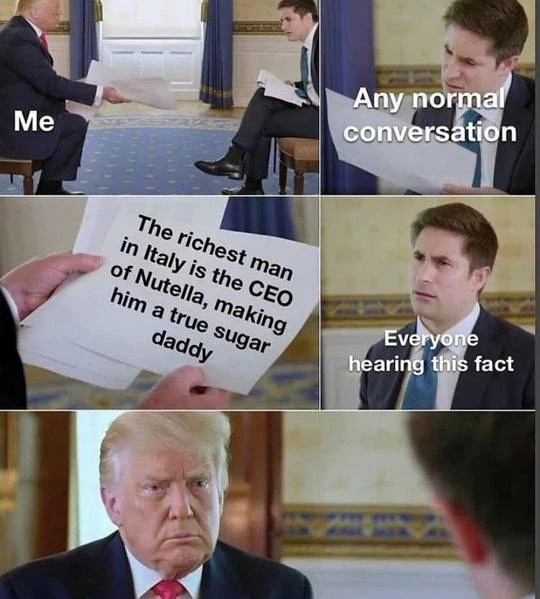 Me
Any normal
conversation
The richest man
in Italy is the CEO
of Nutella, making
him a true sugar
daddy
Everyone
hearing this fact